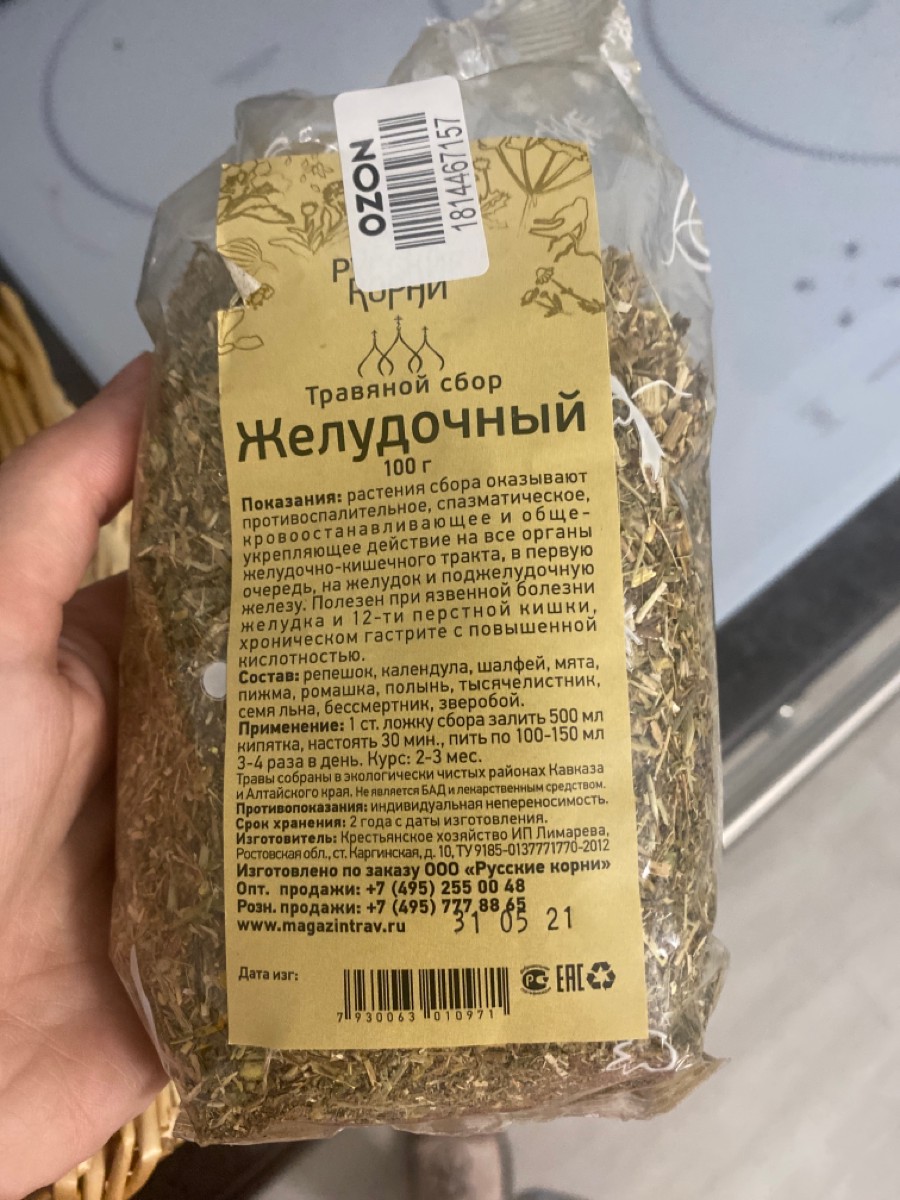 OZON
1814467157
КОРНИ
Травяной сбор
Желудочный
100 г
Показания: растения сбора оказывают
противоспалительное, спазматическое,
кровоостанавливающее и обще-
укрепляющее действие на все органы
желудочно-кишечного тракта, в первую
очередь, на желудок и поджелудочную
железу. Полезен при язвенной болезни
желудка и 12-ти перстной кишки,
хроническом гастрите с повышенной
кислотностью.
Состав: репешок, календула, шалфей, мята,
пижма, ромашка, полынь, тысячелистник,
семя льна, бессмертник, зверобой.
Применение: 1 ст. ложку сбора залить 500 мл
кипятка, настоять 30 мин., пить по 100-150 мл
3-4 раза в день. Курс: 2-3 мес.
Травы собраны в экологически чистых районах Кавказа
и Алтайского края. Не является БАД и лекарственным средством.
Противопоказания: индивидуальная непереносимость.
Срок хранения: 2 года с даты изготовления.
Изготовитель: Крестьянское хозяйство ИП Лимарева,
Ростовская обл., ст. Каргинская, д. 10, ТУ 9185-0137771770-2012
Изготовлено по заказу ООО «Русские корни»
Опт. продажи: +7 (495) 255 00 48
Розн. продажи: +7 (495) 777 88 65
www.magazintrav.ru
31 05 21
Дата изг:
РС ЕАС
7 930063 010971